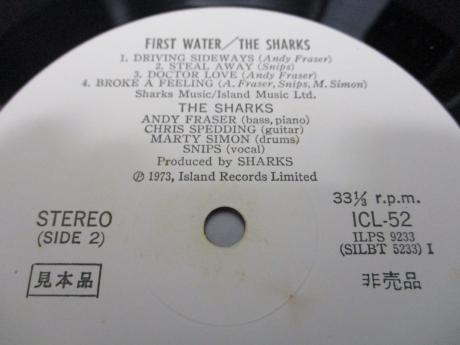 FIRST WATER/THE SHARKS
1. DRIVING SIDEWAYS (Andy Fraser)
2. STEAL AWAY (Snips)
3. DOCTOR LOVE (Andy Fraser)
4. BROKE A FEELING (A. Fraser, Snips, M. Simon)
Sharks Music/Island Music Ltd.
THE SHARKS
ANDY FRASER (bass, piano)
CHRIS SPEDDING (guitar)
MARTY SIMON (drums)
SNIPS (vocal)
Produced by SHARKS
℗ 1973, Island Records Limited
STEREO
(SIDE 2)
見本品
33⅓ r.p.m.
ICL-52
ILPS 9233
(SILBT 5233) I
非売品